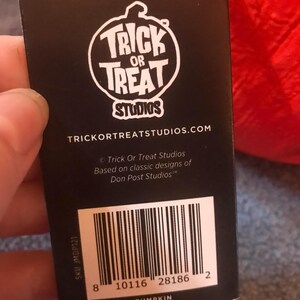 TRICK
OR
TREAT
STUDIOS
TRICKORTREATSTUDIOS.COM
© Trick Or Treat Studios
Based on classic designs of
Don Post Studios™
8 10116 28186 2
PUMPKIN